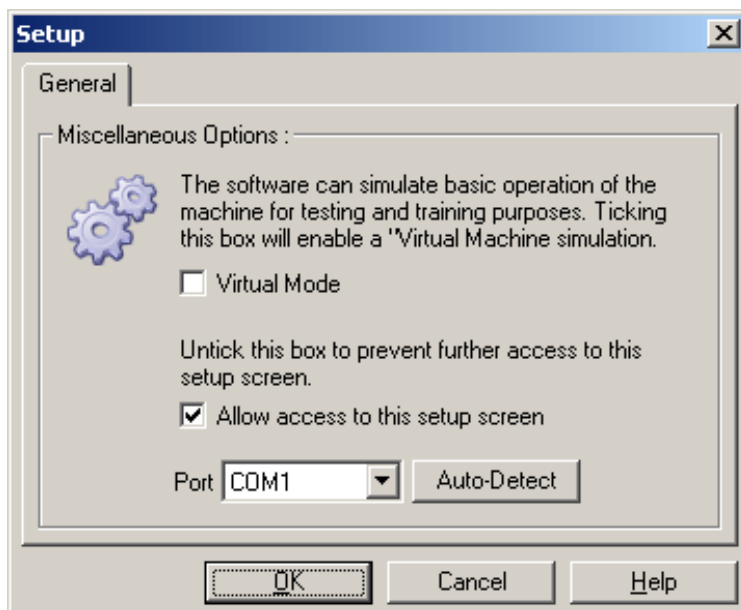 Setup
General
Miscellaneous Options :
The software can simulate basic operation of the
machine for testing and training purposes. Ticking
this box will enable a "Virtual Machine simulation.
Virtual Mode
Untick this box to prevent further access to this
setup screen.
Allow access to this setup screen
Port COM1 Auto-Detect
OK Cancel Help